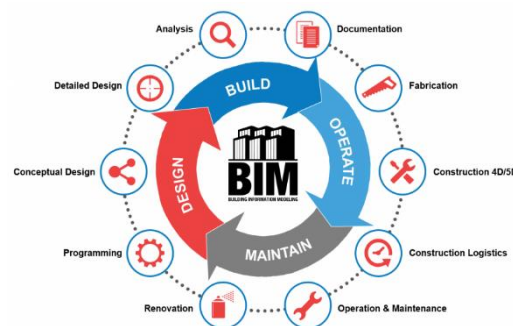 Analysis
Documentation
Detailed Design
BUILD
Fabrication
Conceptual Design
DESIGN
BIM
BUILDING INFORMATION MODELING
OPERATE
Construction 4D/5D
Programming
MAINTAIN
Construction Logistics
Renovation
Operation & Maintenance